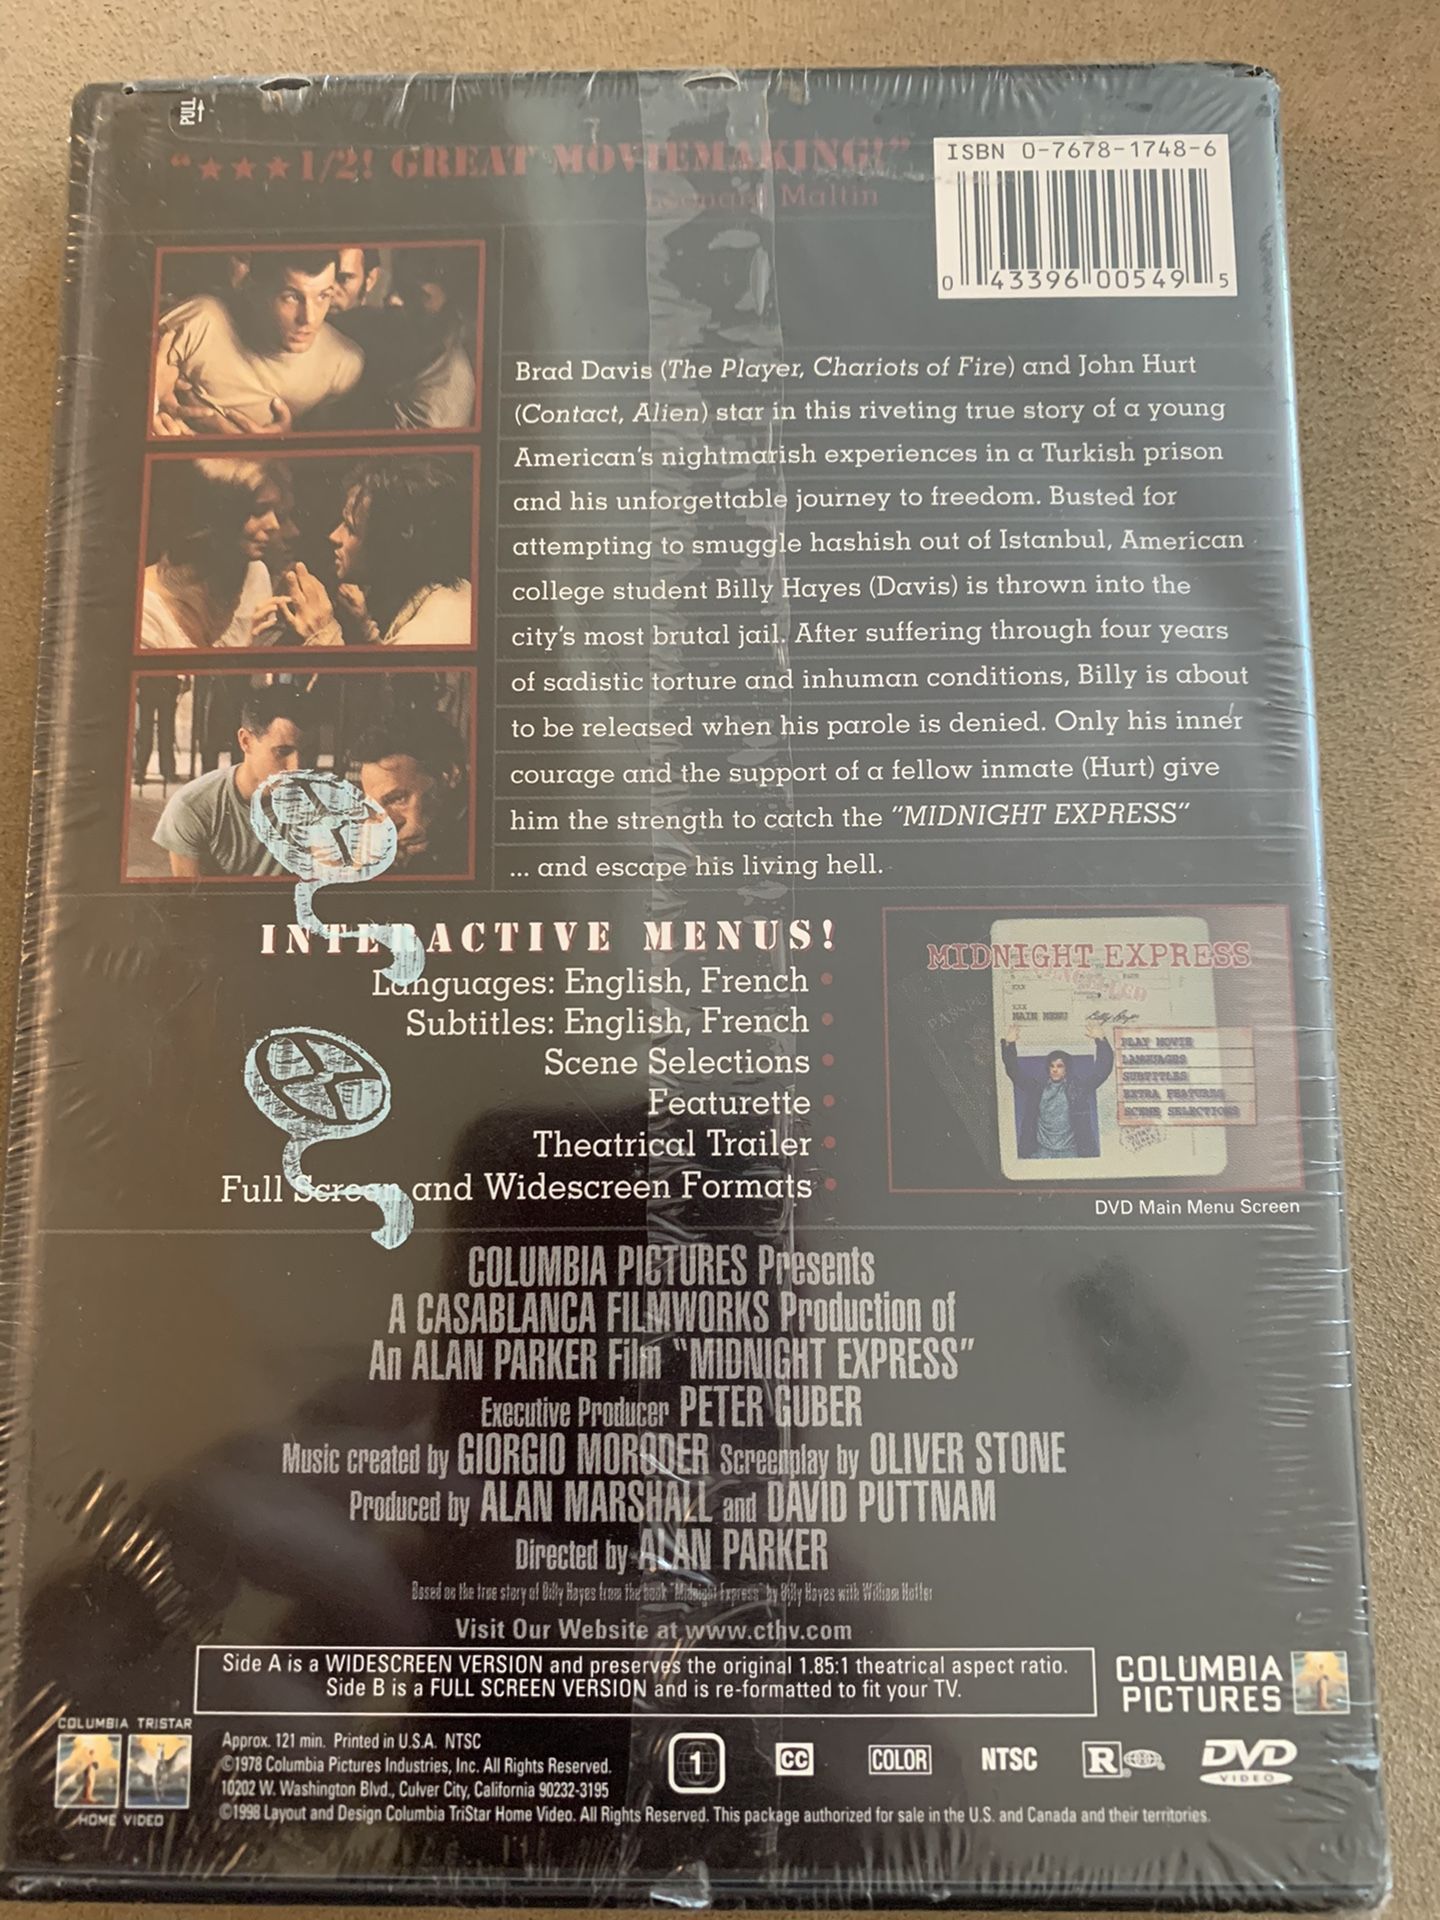 PULL
"★★★1/2! GREAT MOVIEMAKING!"
Leonard Maltin
ISBN 0-7678-1748-6
0 43396 00549 5
Brad Davis (The Player, Chariots of Fire) and John Hurt
(Contact, Alien) star in this riveting true story of a young
American's nightmarish experiences in a Turkish prison
and his unforgettable journey to freedom. Busted for
attempting to smuggle hashish out of Istanbul, American
college student Billy Hayes (Davis) is thrown into the
city's most brutal jail. After suffering through four years
of sadistic torture and inhuman conditions, Billy is about
to be released when his parole is denied. Only his inner
courage and the support of a fellow inmate (Hurt) give
him the strength to catch the "MIDNIGHT EXPRESS"
... and escape his living hell.
INTERACTIVE MENUS!
Languages: English, French •
Subtitles: English, French •
Scene Selections •
Featurette •
Theatrical Trailer •
Full Screen and Widescreen Formats •
MIDNIGHT EXPRESS
MAIN MENU
Billy Hayes
PLAY MOVIE
LANGUAGES
SUBTITLES
EXTRA FEATURES
SCENE SELECTIONS
DVD Main Menu Screen
COLUMBIA PICTURES Presents
A CASABLANCA FILMWORKS Production of
An ALAN PARKER Film "MIDNIGHT EXPRESS"
Executive Producer PETER GUBER
Music created by GIORGIO MORODER Screenplay by OLIVER STONE
Produced by ALAN MARSHALL and DAVID PUTTNAM
Directed by ALAN PARKER
Based on the true story of Billy Hayes from the book "Midnight Express" by Billy Hayes with William Hoffer
Visit Our Website at www.cthv.com
Side A is a WIDESCREEN VERSION and preserves the original 1.85:1 theatrical aspect ratio.
Side B is a FULL SCREEN VERSION and is re-formatted to fit your TV.
COLUMBIA
PICTURES
COLUMBIA TRISTAR
HOME VIDEO
Approx. 121 min. Printed in U.S.A. NTSC
©1978 Columbia Pictures Industries, Inc. All Rights Reserved.
10202 W. Washington Blvd., Culver City, California 90232-3195
©1998 Layout and Design Columbia TriStar Home Video. All Rights Reserved. This package authorized for sale in the U.S. and Canada and their territories.
1
CC
COLOR
NTSC
R
DVD
VIDEO